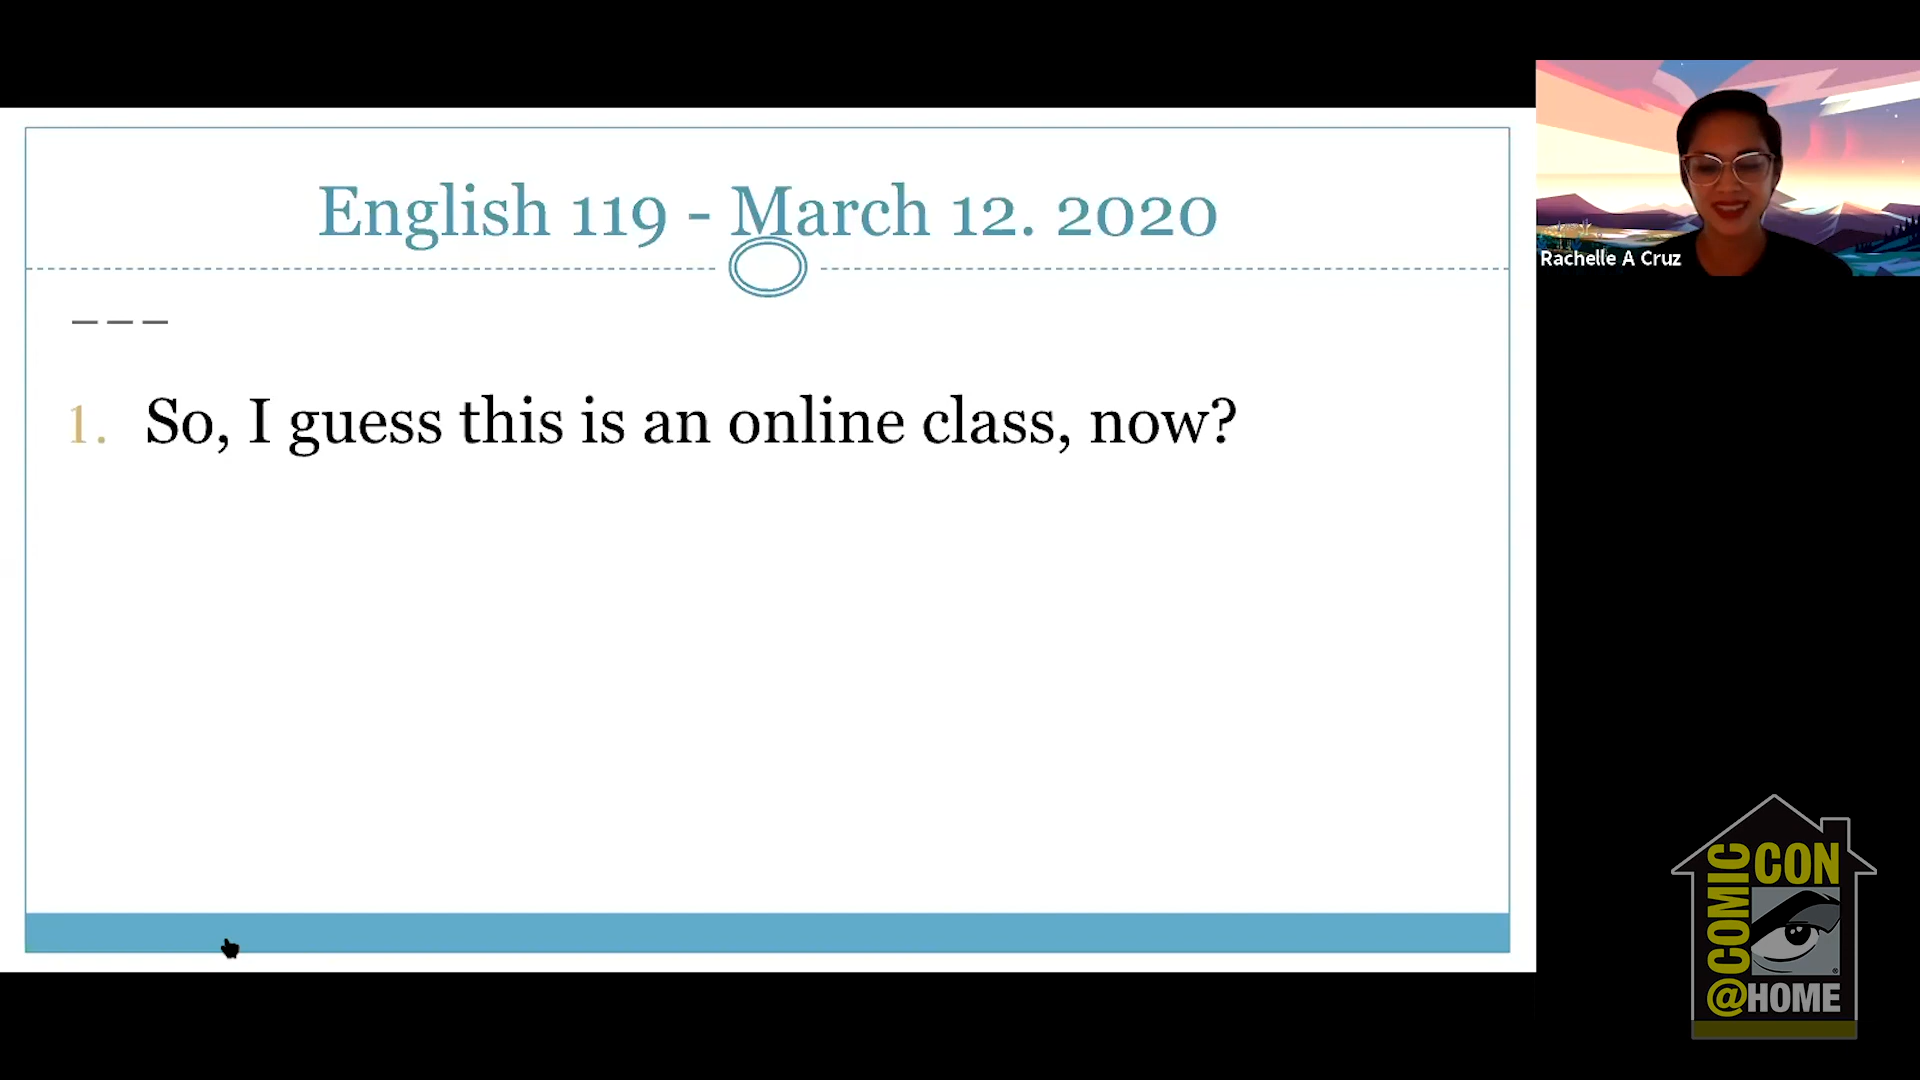 English 119 - March 12. 2020
___
1. So, I guess this is an online class, now?
Rachelle A Cruz
COMIC CON
@HOME